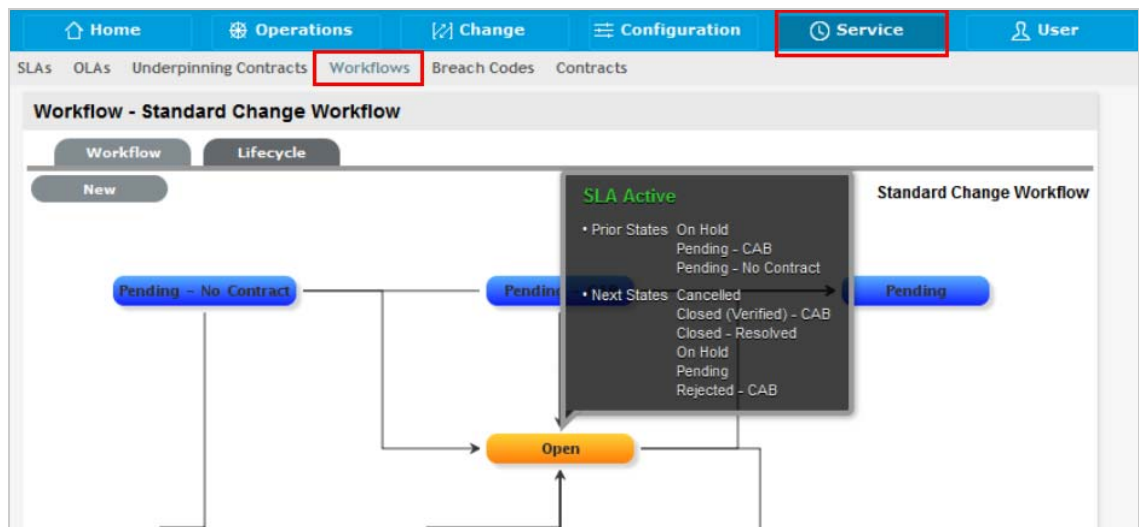 Home Operations Change Configuration Service User
SLAs OLAs Underpinning Contracts Workflows Breach Codes Contracts
Workflow - Standard Change Workflow
Workflow Lifecycle
New
Standard Change Workflow
SLA Active
• Prior States On Hold
Pending - CAB
Pending - No Contract
• Next States Cancelled
Closed (Verified) - CAB
Closed - Resolved
On Hold
Pending
Rejected - CAB
Pending - No Contract
Pending
Open